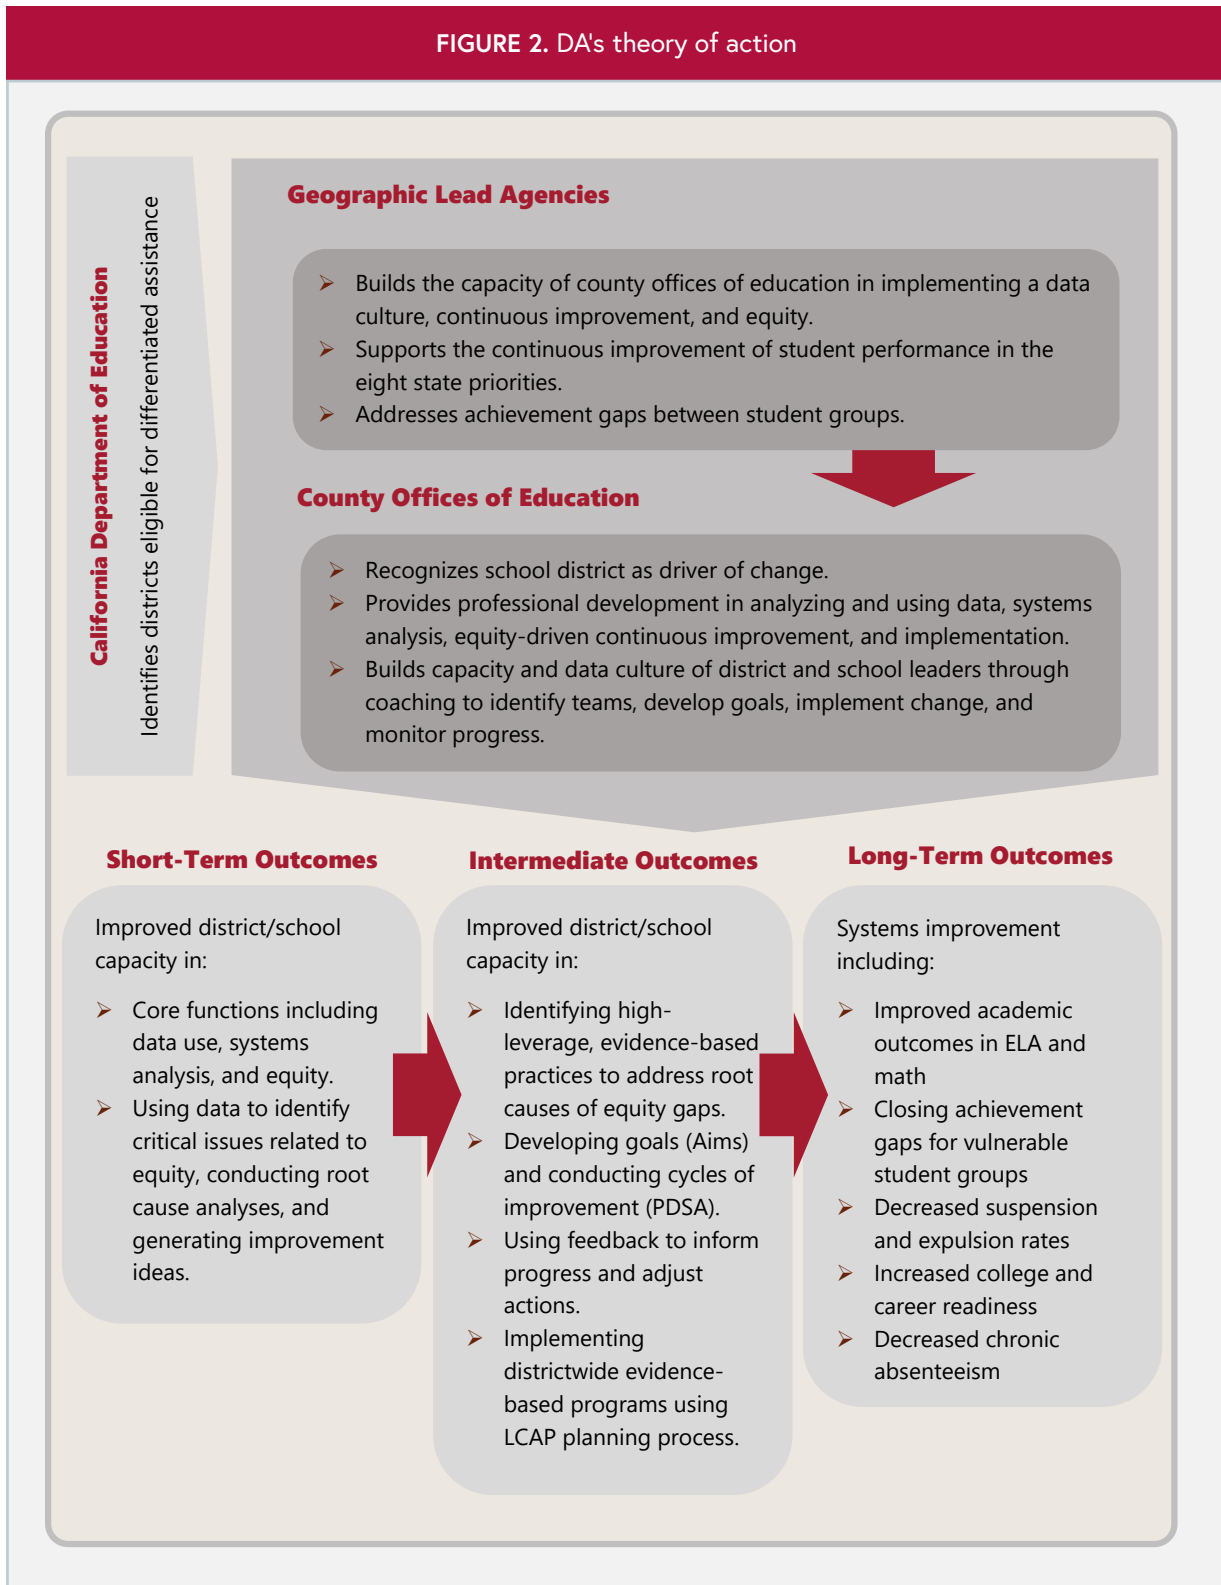 FIGURE 2. DA's theory of action
California Department of Education
Identifies districts eligible for differentiated assistance
Geographic Lead Agencies
➢ Builds the capacity of county offices of education in implementing a data
culture, continuous improvement, and equity.
➢ Supports the continuous improvement of student performance in the
eight state priorities.
➢ Addresses achievement gaps between student groups.
County Offices of Education
➢ Recognizes school district as driver of change.
➢ Provides professional development in analyzing and using data, systems
analysis, equity-driven continuous improvement, and implementation.
➢ Builds capacity and data culture of district and school leaders through
coaching to identify teams, develop goals, implement change, and
monitor progress.
Short-Term Outcomes
Improved district/school
capacity in:
➢ Core functions including
data use, systems
analysis, and equity.
➢ Using data to identify
critical issues related to
equity, conducting root
cause analyses, and
generating improvement
ideas.
Intermediate Outcomes
Improved district/school
capacity in:
➢ Identifying high-
leverage, evidence-based
practices to address root
causes of equity gaps.
➢ Developing goals (Aims)
and conducting cycles of
improvement (PDSA).
➢ Using feedback to inform
progress and adjust
actions.
➢ Implementing
districtwide evidence-
based programs using
LCAP planning process.
Long-Term Outcomes
Systems improvement
including:
➢ Improved academic
outcomes in ELA and
math
➢ Closing achievement
gaps for vulnerable
student groups
➢ Decreased suspension
and expulsion rates
➢ Increased college and
career readiness
➢ Decreased chronic
absenteeism